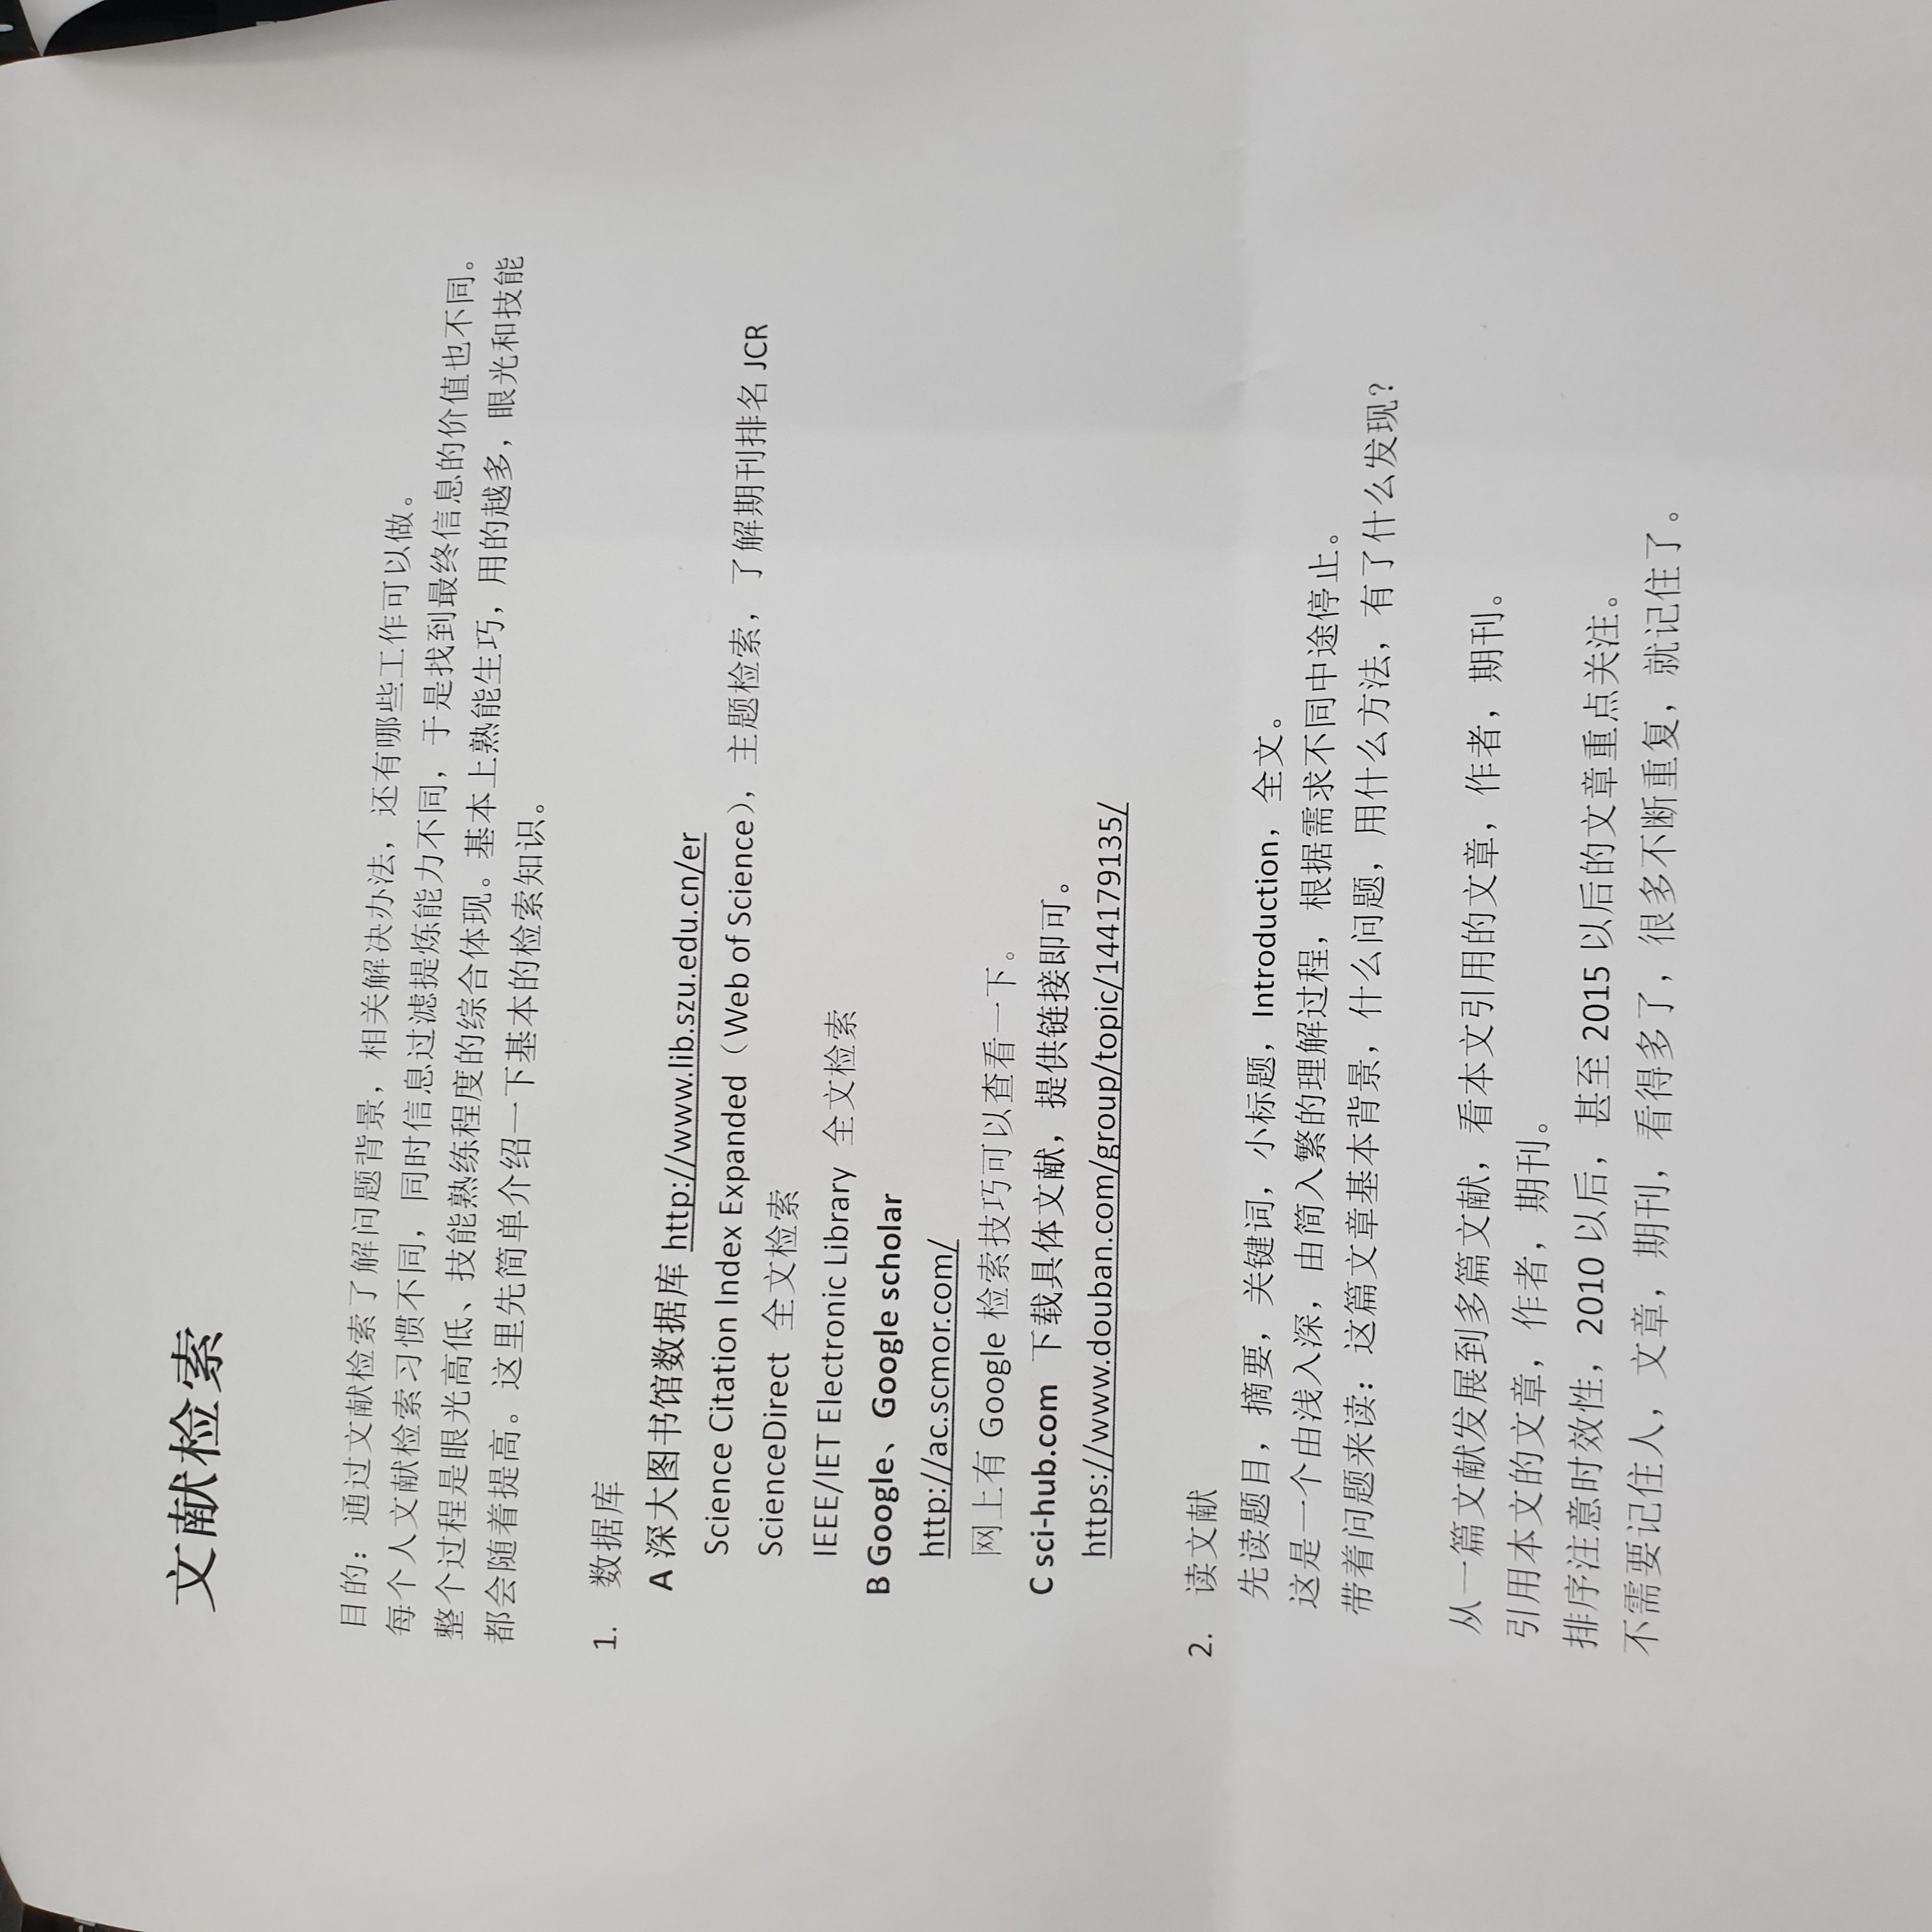 文献检索
目的：通过文献检索了解问题背景，相关解决办法，还有哪些工作可以做。
每个人文献检索习惯不同，同时信息过滤提炼能力不同，于是找到最终信息的价值也不同。
整个过程是眼光高低、技能熟练程度的综合体现。基本上熟能生巧，用的越多，眼光和技能
都会随着提高。这里先简单介绍一下基本的检索知识。
1. 数据库
A 深大图书馆数据库 http://www.lib.szu.edu.cn/er
Science Citation Index Expanded（Web of Science），主题检索，了解期刊排名 JCR
ScienceDirect 全文检索
IEEE/IET Electronic Library 全文检索
B Google、Google scholar
http://ac.scmor.com/
网上有 Google 检索技巧可以查看一下。
C sci-hub.com 下载具体文献，提供链接即可。
https://www.douban.com/group/topic/144179135/
2. 读文献
先读题目，摘要，关键词，小标题，Introduction，全文。
这是一个由浅入深，由简入繁的理解过程，根据需求不同中途停止。
带着问题来读：这篇文章基本背景，什么问题，用什么方法，有了什么发现？
从一篇文献发展到多篇文献，看本文引用的文章，作者，期刊。
引用本文的文章，作者，期刊。
排序注意时效性，2010 以后，甚至 2015 以后的文章重点关注。
不需要记住人，文章，期刊，看得多了，很多不断重复，就记住了。